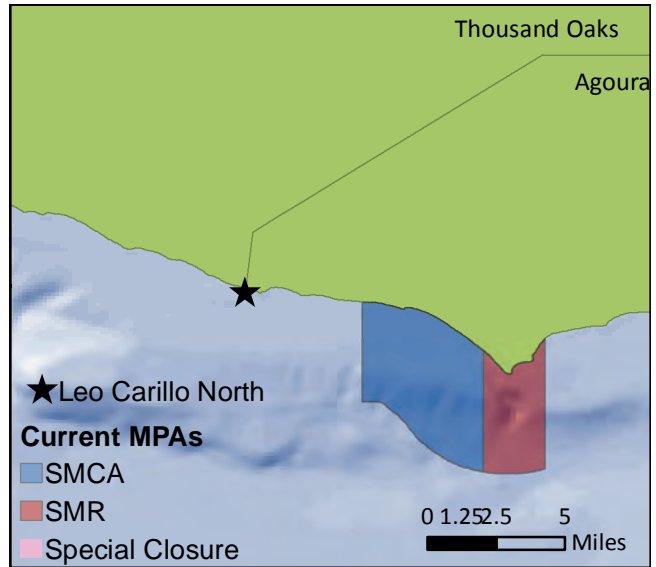 Thousand Oaks
Agoura
Leo Carillo North
Current MPAs
SMCA
SMR
Special Closure
0 1.25 2.5 5
Miles